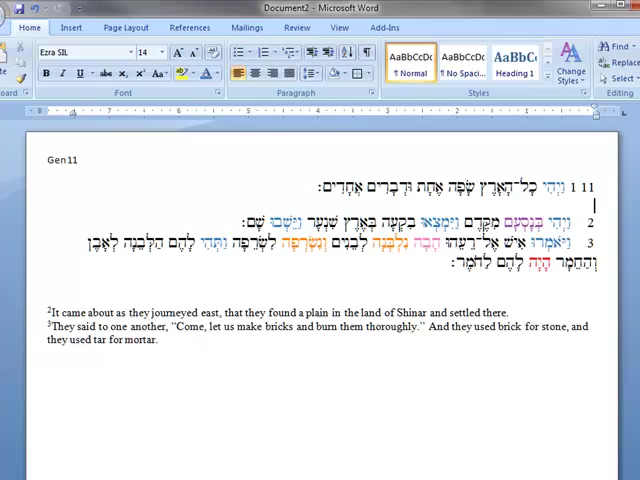 Document2 - Microsoft Word
Home Insert Page Layout References Mailings Review View Add-Ins
Ezra SIL 14
Find
Replace
Select
AaBbCcDd AaBbCcDd AaBbC
¶ Normal ¶ No Spaci... Heading 1
Change Styles
Font Paragraph Styles Editing
Gen 11
11 1 וַיְהִי כָל־הָאָרֶץ שָׂפָה אֶחָת וּדְבָרִים אֲחָדִים׃
2 וַיְהִי בְּנָסְעָם מִקֶּדֶם וַיִּמְצְאוּ בִקְעָה בְּאֶרֶץ שִׁנְעָר וַיֵּשְׁבוּ שָׁם׃
3 וַיֹּאמְרוּ אִישׁ אֶל־רֵעֵהוּ הָבָה נִלְבְּנָה לְבֵנִים וְנִשְׂרְפָה לִשְׂרֵפָה וַתְּהִי לָהֶם הַלְּבֵנָה לְאָבֶן
וְהַחֵמָר הָיָה לָהֶם לַחֹמֶר׃
2It came about as they journeyed east, that they found a plain in the land of Shinar and settled there.
3They said to one another, “Come, let us make bricks and burn them thoroughly.” And they used brick for stone, and
they used tar for mortar.